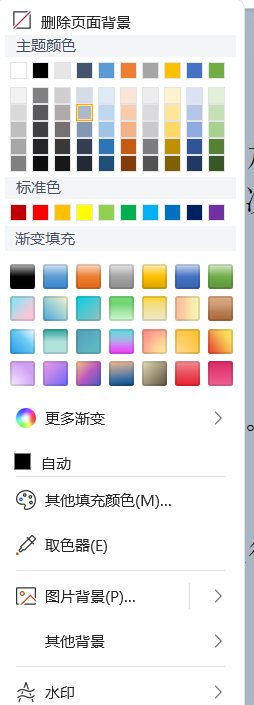 删除页面背景
主题颜色
标准色
渐变填充
更多渐变
自动
其他填充颜色(M)...
取色器(E)
图片背景(P)...
其他背景
水印